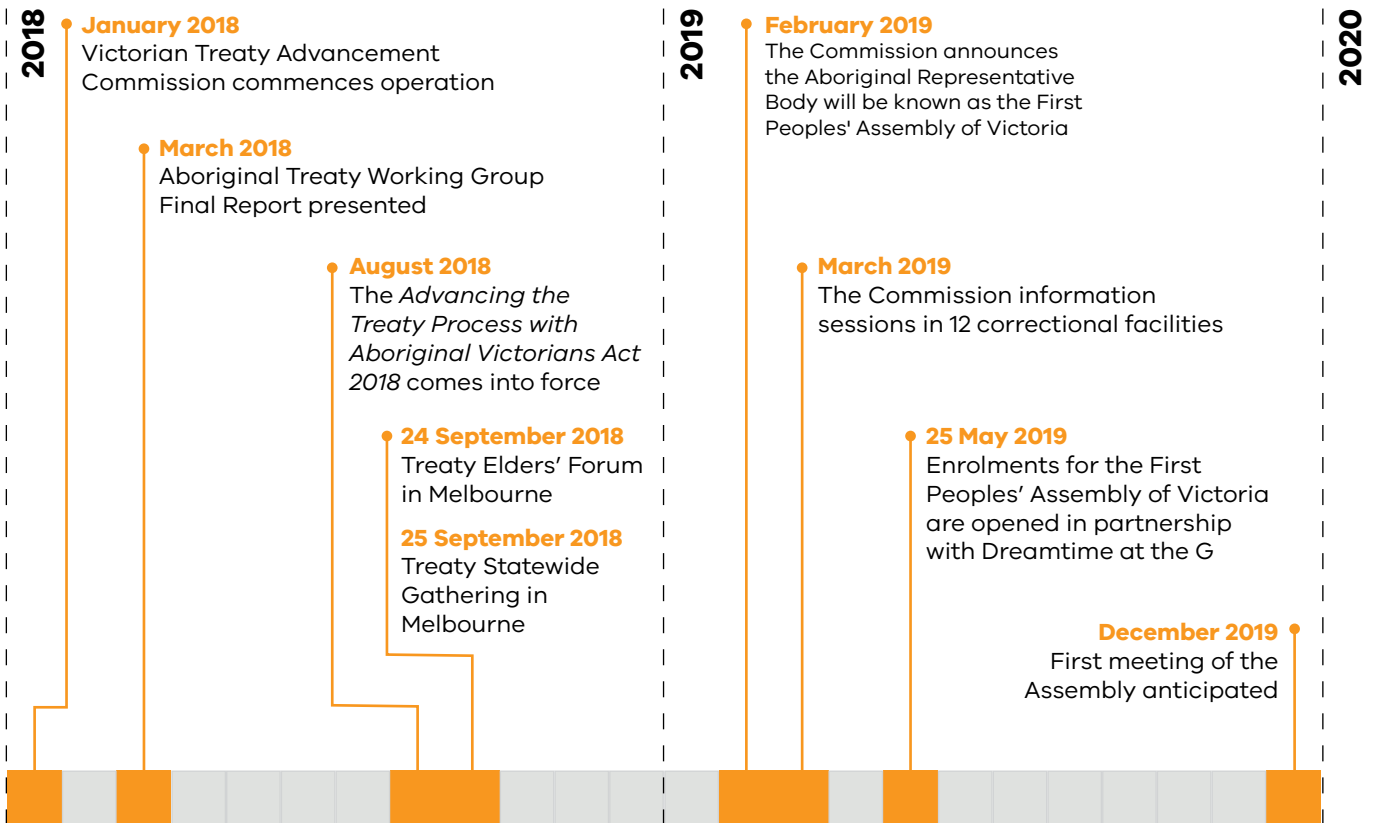 2018
January 2018
Victorian Treaty Advancement
Commission commences operation
March 2018
Aboriginal Treaty Working Group
Final Report presented
August 2018
The Advancing the
Treaty Process with
Aboriginal Victorians Act
2018 comes into force
24 September 2018
Treaty Elders’ Forum
in Melbourne
25 September 2018
Treaty Statewide
Gathering in
Melbourne
2019
February 2019
The Commission announces
the Aboriginal Representative
Body will be known as the First
Peoples' Assembly of Victoria
March 2019
The Commission information
sessions in 12 correctional facilities
25 May 2019
Enrolments for the First
Peoples’ Assembly of Victoria
are opened in partnership
with Dreamtime at the G
December 2019
First meeting of the
Assembly anticipated
2020